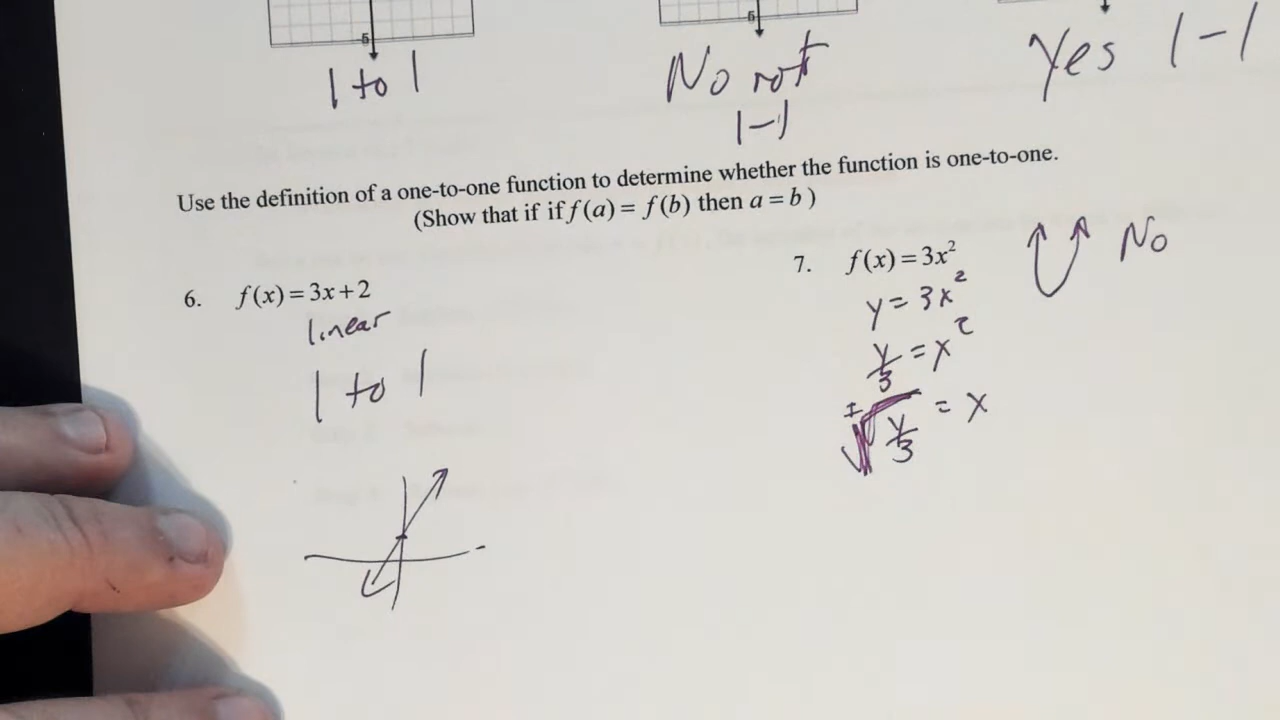 5
5
1 to 1
No not
1-1
Yes 1-1
Use the definition of a one-to-one function to determine whether the function is one-to-one.
(Show that if if f(a) = f(b) then a = b )
6. f(x) = 3x+2
linear
1 to 1
7. f(x) = 3x²
No
y = 3x²
y/3 = x²
±√y/3 = x